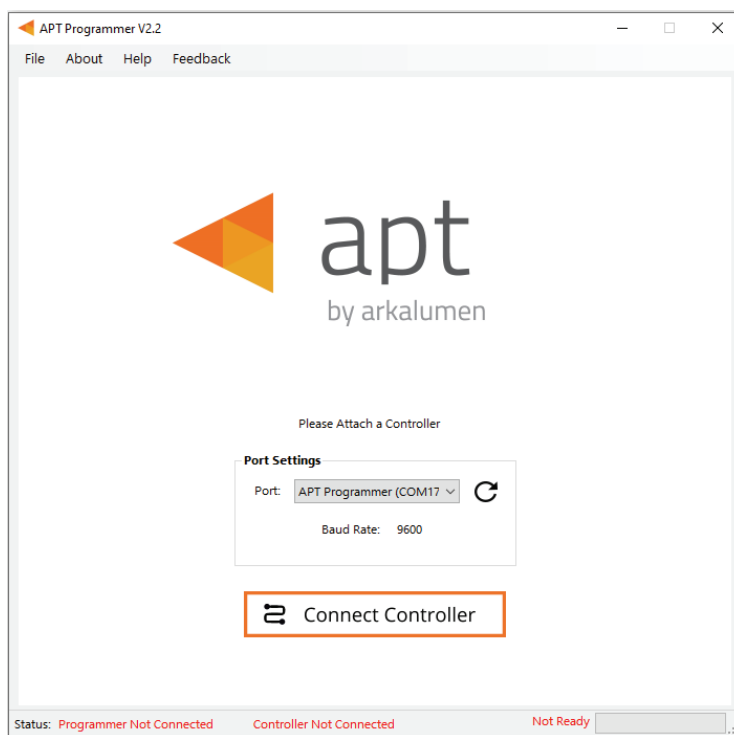 APT Programmer V2.2
File About Help Feedback
apt
by arkalumen
Please Attach a Controller
Port Settings
Port: APT Programmer (COM17
Baud Rate: 9600
Connect Controller
Status: Programmer Not Connected Controller Not Connected Not Ready